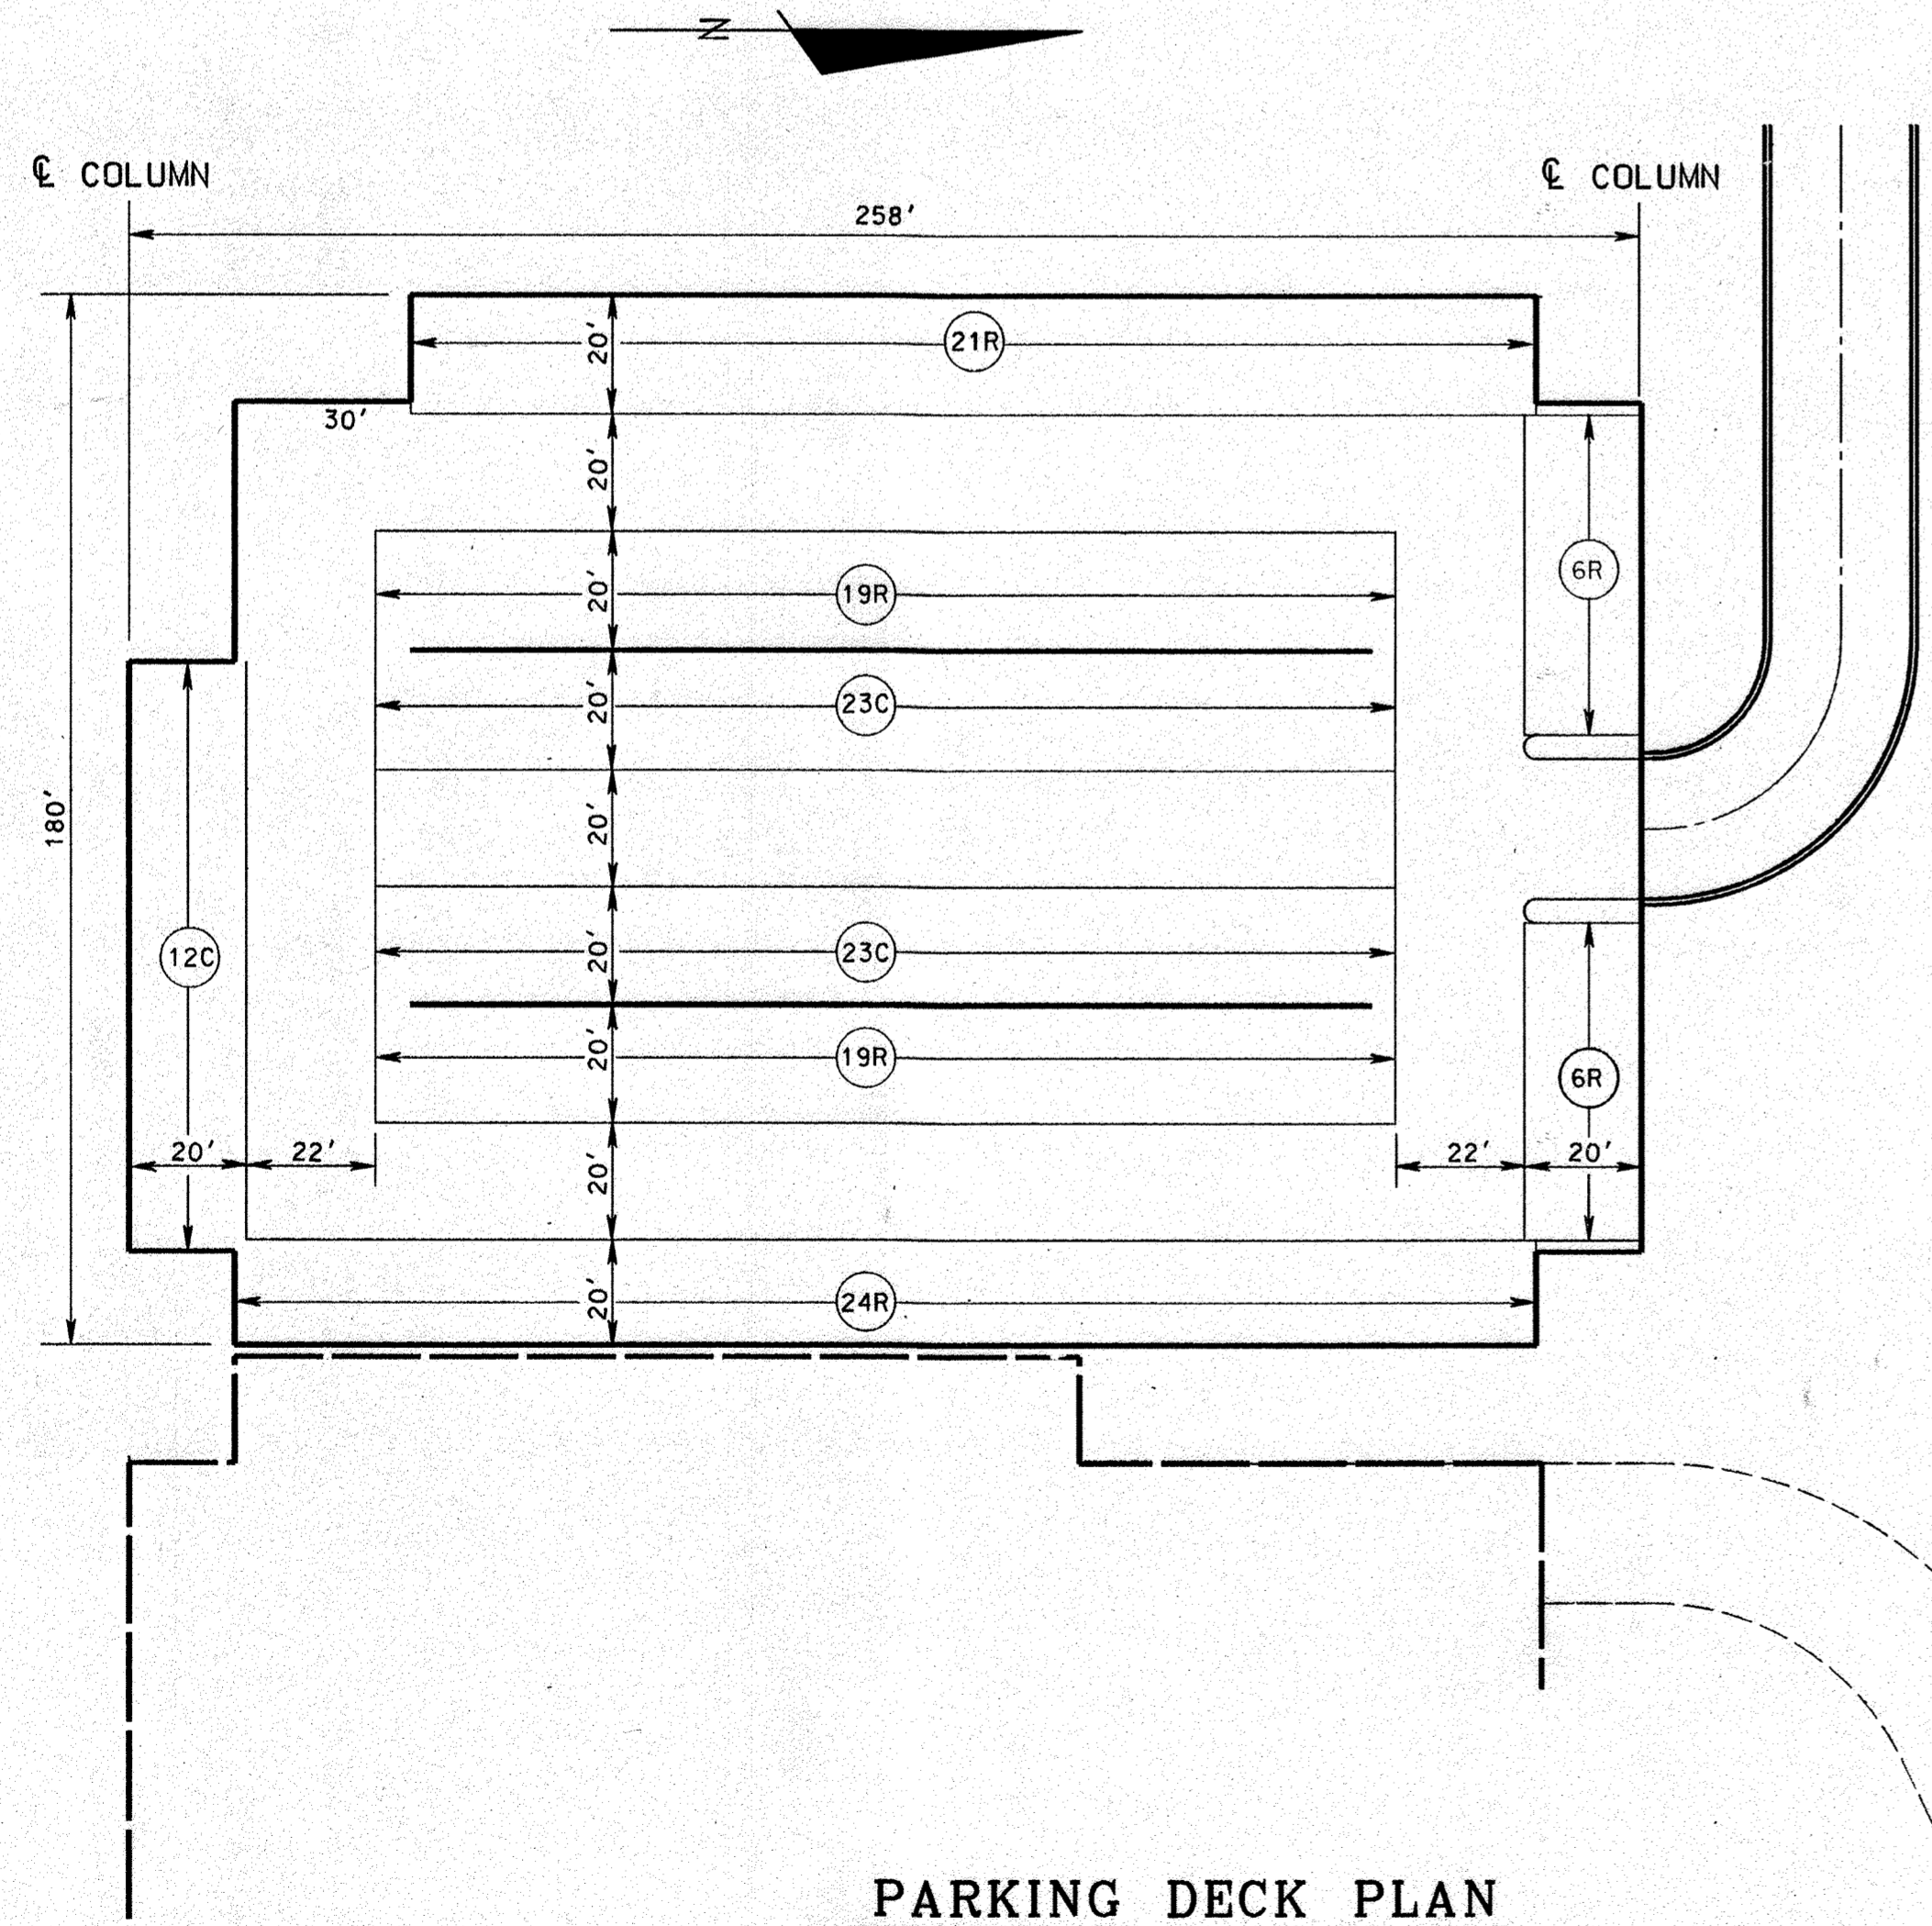 N
℄ COLUMN
℄ COLUMN
258'
20'
21R
30'
20'
20'
19R
6R
20'
23C
180'
20'
12C
20'
23C
20'
19R
6R
20'
22'
20'
22'
20'
20'
24R
PARKING DECK PLAN